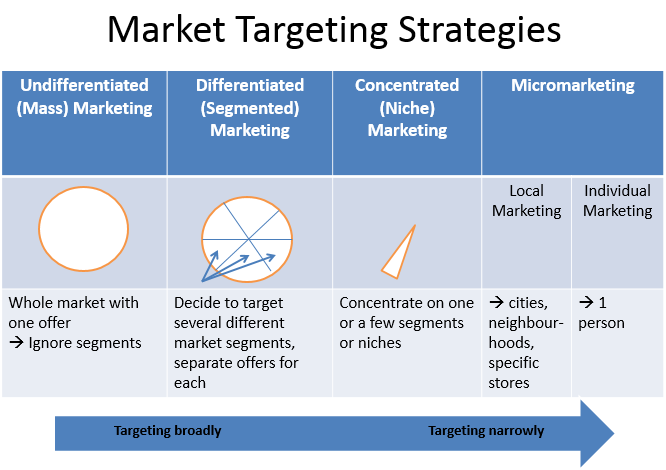 Market Targeting Strategies
Undifferentiated
(Mass) Marketing
Differentiated
(Segmented)
Marketing
Concentrated
(Niche)
Marketing
Micromarketing
Local
Marketing
Individual
Marketing
Whole market with
one offer
→ Ignore segments
Decide to target
several different
market segments,
separate offers for
each
Concentrate on one
or a few segments
or niches
→ cities,
neighbour-
hoods,
specific
stores
→ 1
person
Targeting broadly
Targeting narrowly